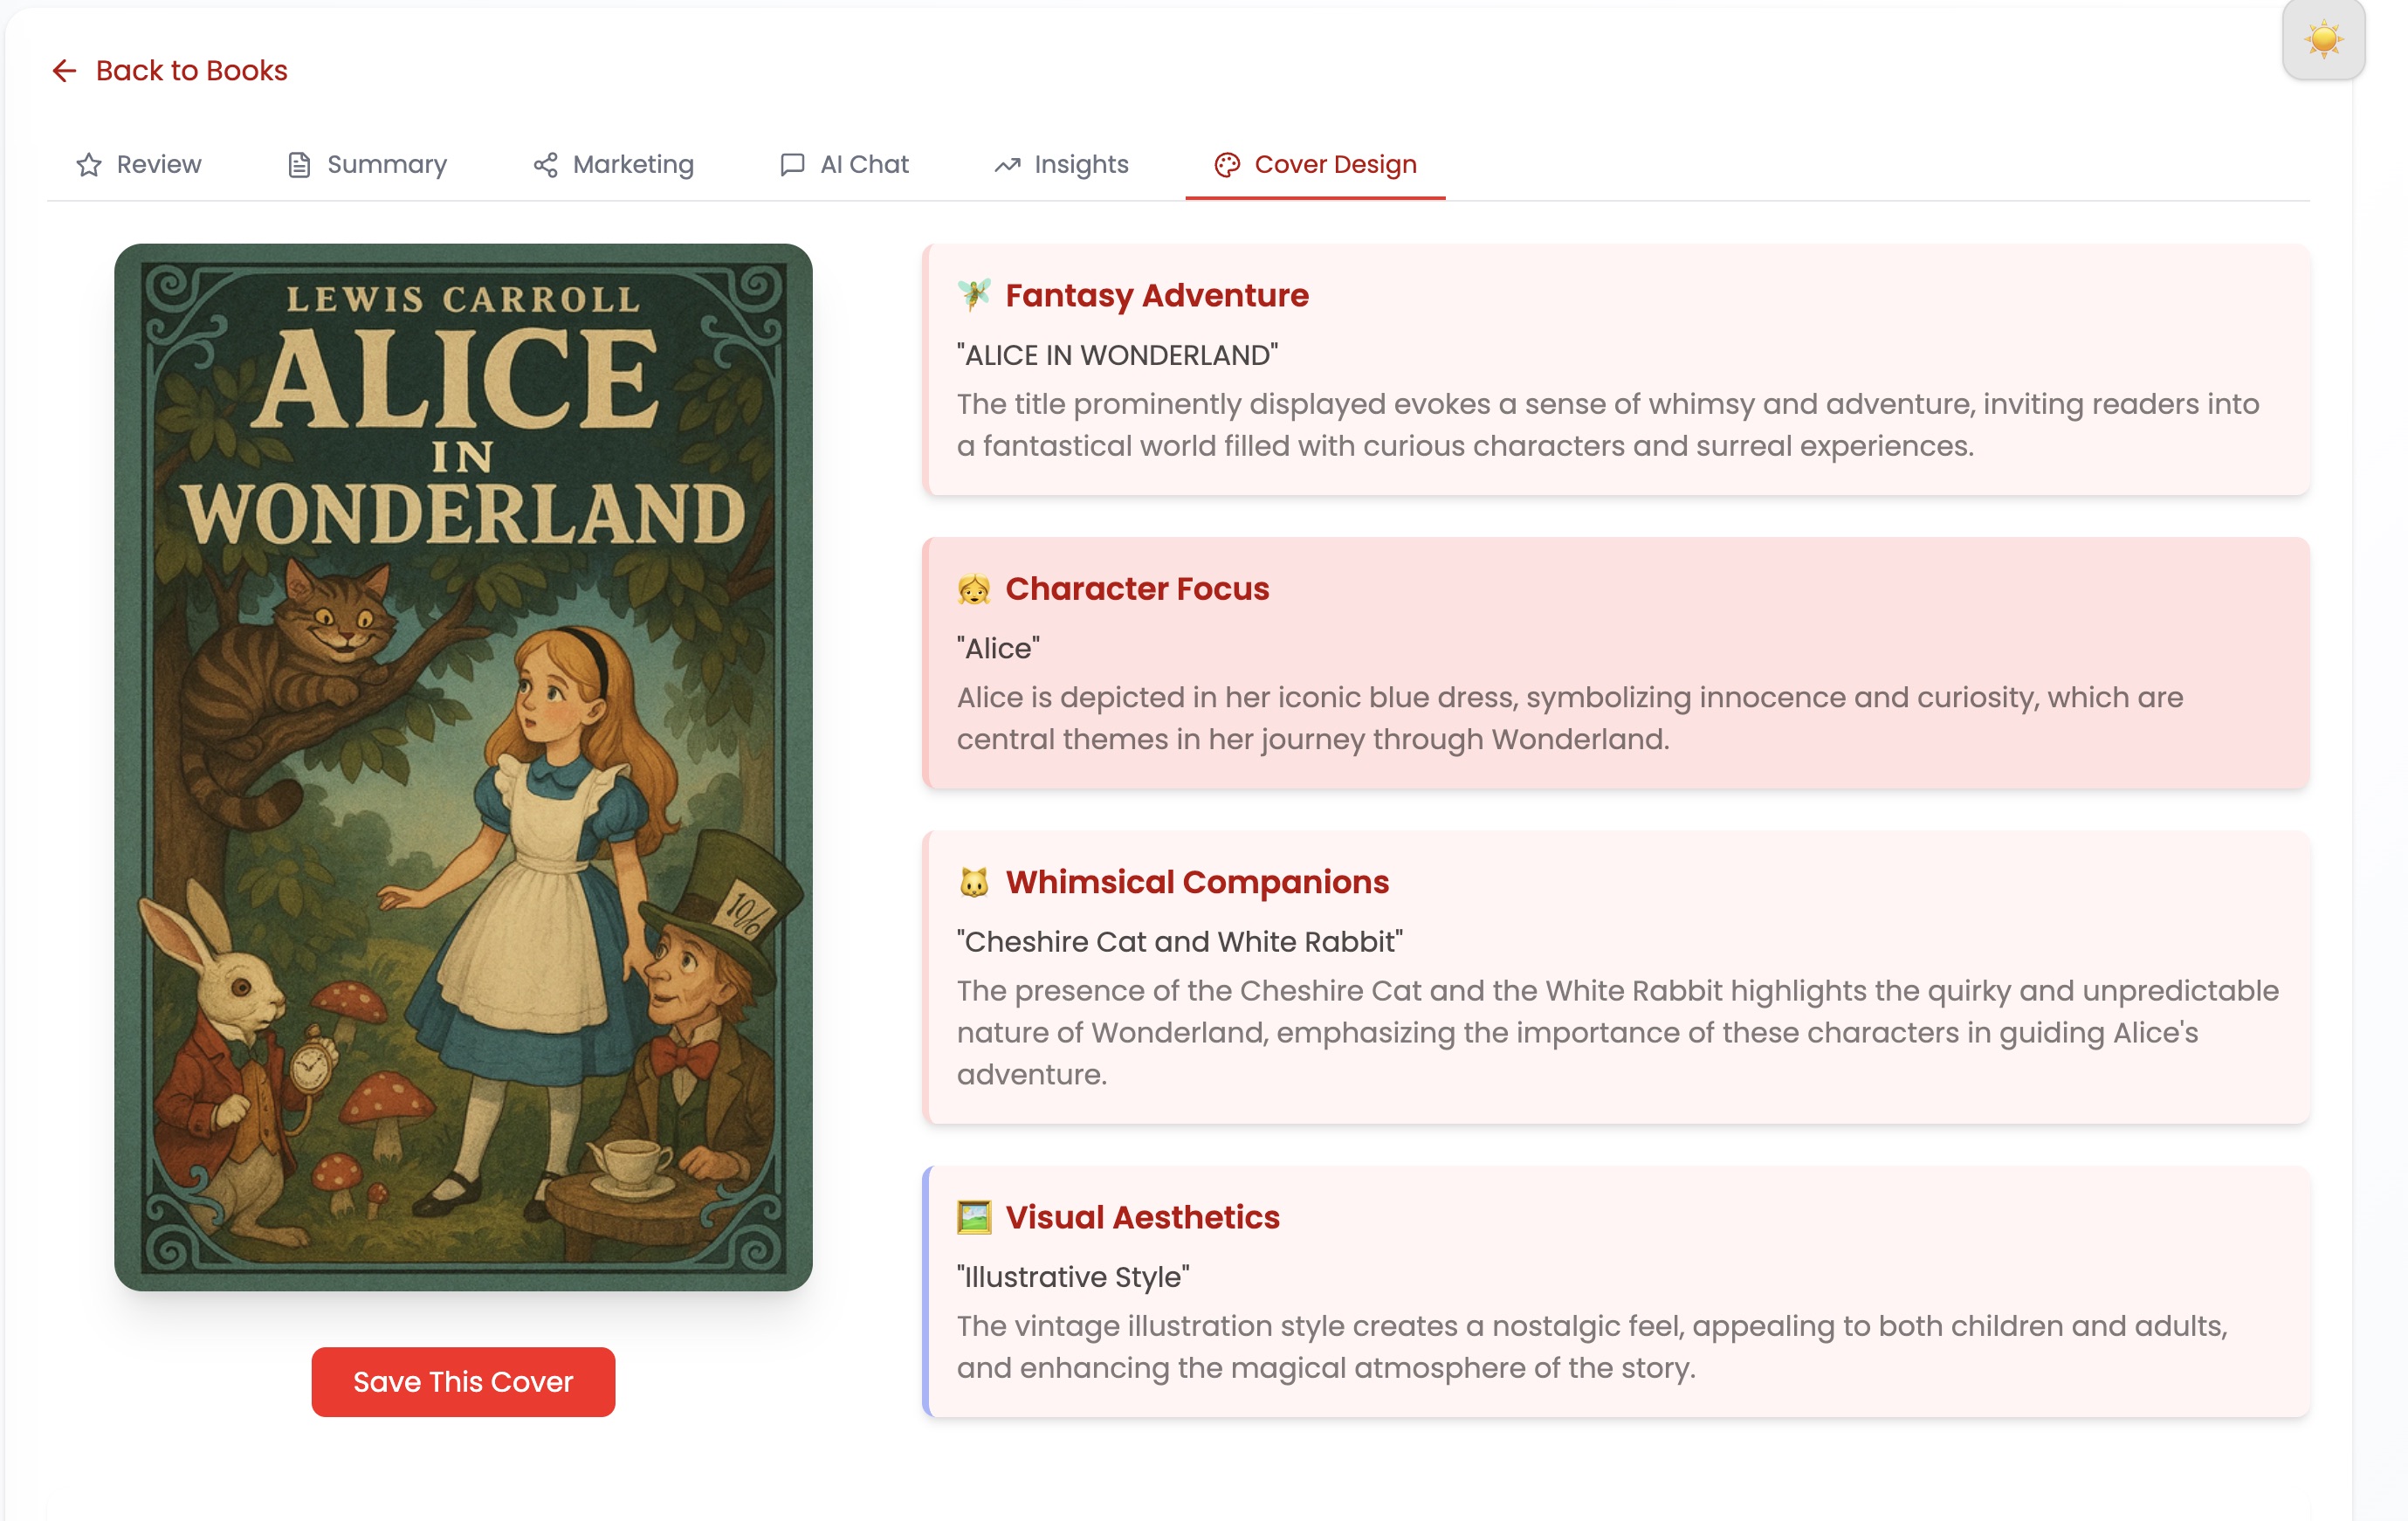 Back to Books
Review
Summary
Marketing
AI Chat
Insights
Cover Design
LEWIS CARROLL
ALICE
IN
WONDERLAND
10/6
Save This Cover
Fantasy Adventure
"ALICE IN WONDERLAND"
The title prominently displayed evokes a sense of whimsy and adventure, inviting readers into
a fantastical world filled with curious characters and surreal experiences.
Character Focus
"Alice"
Alice is depicted in her iconic blue dress, symbolizing innocence and curiosity, which are
central themes in her journey through Wonderland.
Whimsical Companions
"Cheshire Cat and White Rabbit"
The presence of the Cheshire Cat and the White Rabbit highlights the quirky and unpredictable
nature of Wonderland, emphasizing the importance of these characters in guiding Alice's
adventure.
Visual Aesthetics
"Illustrative Style"
The vintage illustration style creates a nostalgic feel, appealing to both children and adults,
and enhancing the magical atmosphere of the story.